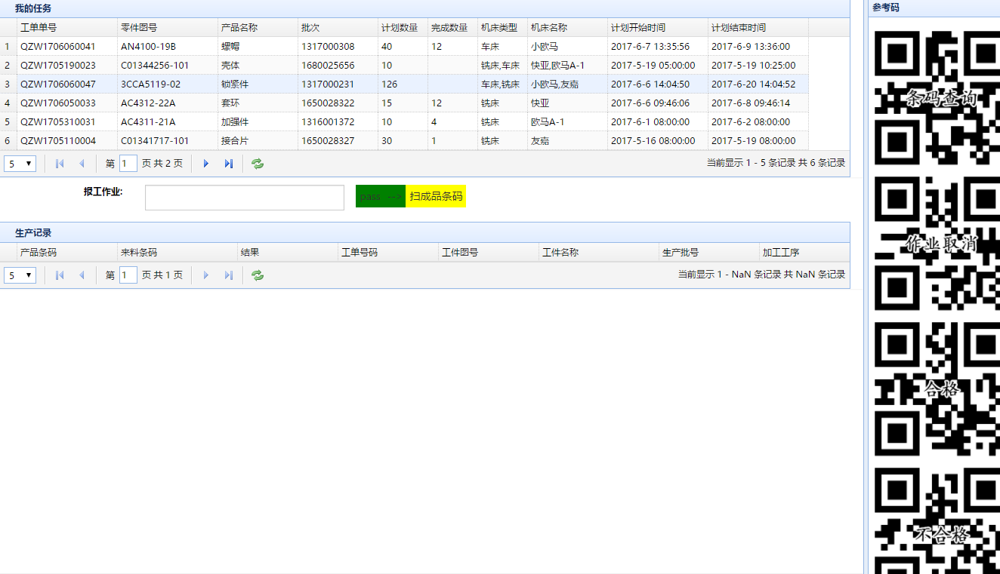 我的任务
工单单号 零件图号 产品名称 批次 计划数量 完成数量 机床类型 机床名称 计划开始时间 计划结束时间
1 QZW1706060041 AN4100-19B 螺帽 1317000308 40 12 车床 小欧马 2017-6-7 13:35:56 2017-6-9 13:36:00
2 QZW1705190023 C01344256-101 壳体 1680025656 10 铣床,车床 快亚,欧马A-1 2017-5-19 05:00:00 2017-5-19 10:25:00
3 QZW1706060047 3CCA5119-02 锁紧件 1317000231 126 车床,铣床 小欧马,友嘉 2017-6-6 14:04:50 2017-6-20 14:04:52
4 QZW1706050033 AC4312-22A 套环 1650028322 15 12 铣床 快亚 2017-6-6 09:46:06 2017-6-8 09:46:14
5 QZW1705310031 AC4311-21A 加强件 1316001372 10 4 铣床 欧马A-1 2017-6-1 08:00:00 2017-6-2 08:00:00
6 QZW1705110004 C01341717-101 接合片 1650028327 30 1 铣床 友嘉 2017-5-16 08:00:00 2017-5-19 08:00:00
5 第 1 页 共 2 页 当前显示 1 - 5 条记录 共 6 条记录
报工作业: pass --> 扫成品条码
生产记录
产品条码 来料条码 结果 工单号码 工件图号 工件名称 生产批号 加工工序
5 第 1 页 共 1 页 当前显示 1 - NaN 条记录 共 NaN 条记录
参考码
条码查询
作业取消
合格
不合格